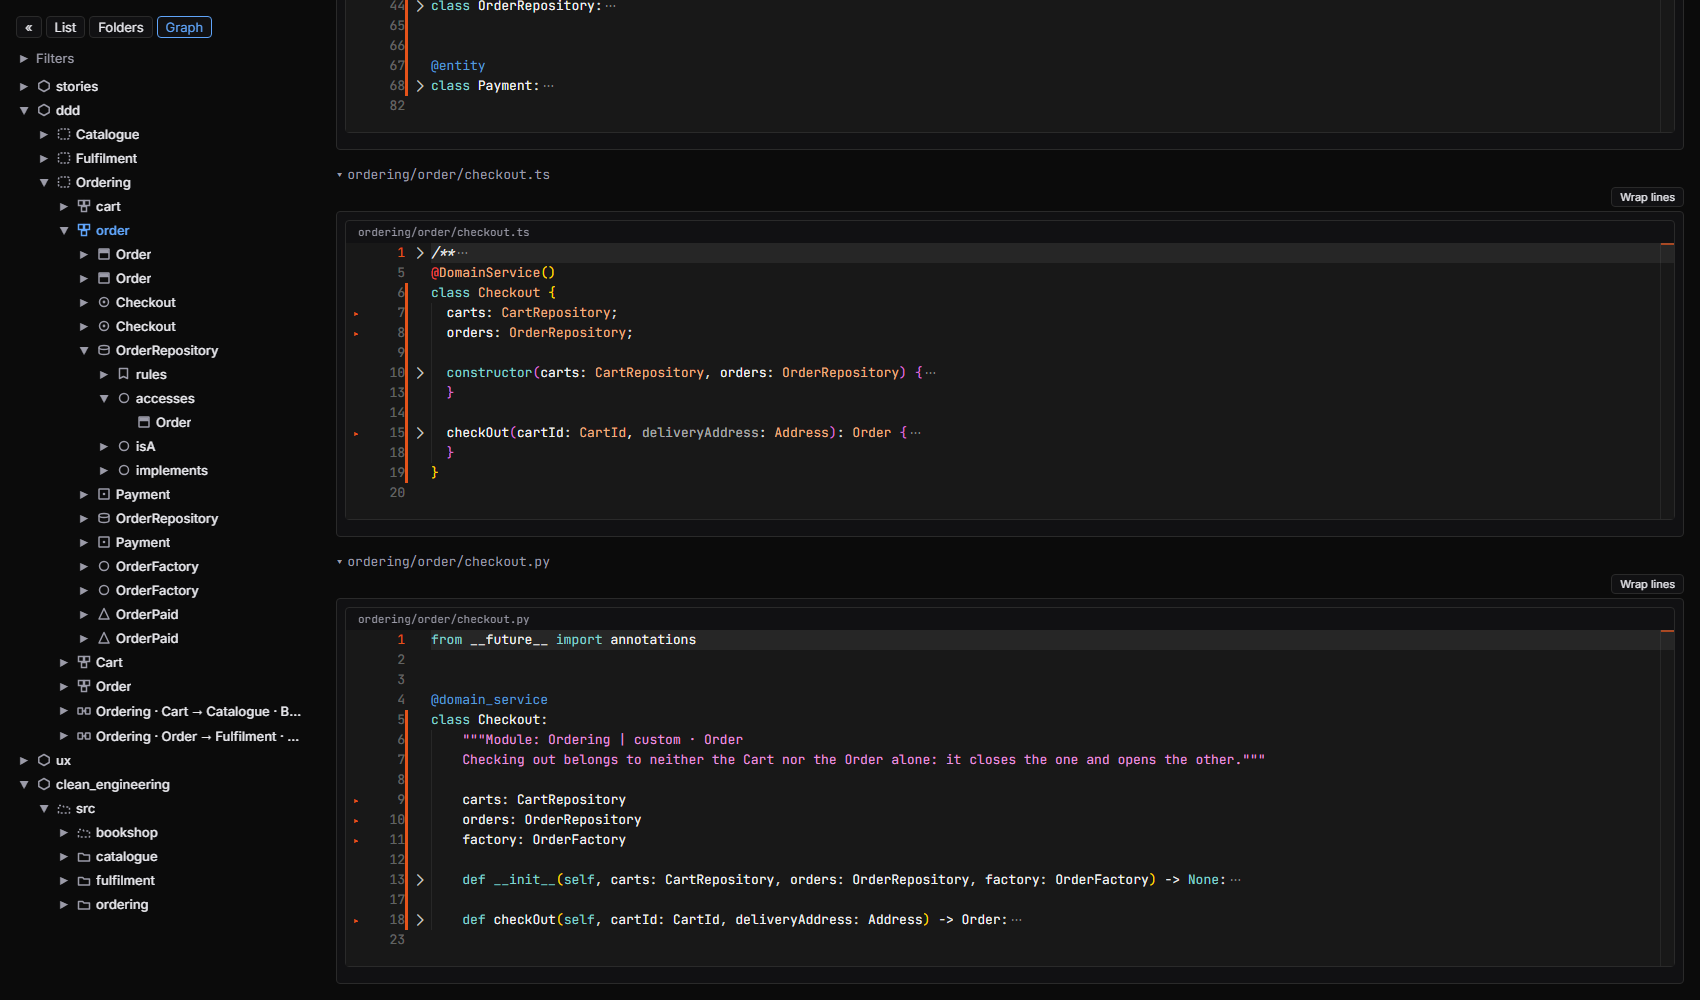 «
List
Folders
Graph
Filters
stories
ddd
Catalogue
Fulfilment
Ordering
cart
order
Order
Order
Checkout
Checkout
OrderRepository
rules
accesses
Order
isA
implements
Payment
OrderRepository
Payment
OrderFactory
OrderFactory
OrderPaid
OrderPaid
Cart
Order
Ordering · Cart → Catalogue · B...
Ordering · Order → Fulfilment · ...
ux
clean_engineering
src
bookshop
catalogue
fulfilment
ordering
44 class OrderRepository:···
65
66
67 @entity
68 class Payment:···
82
ordering/order/checkout.ts
Wrap lines
ordering/order/checkout.ts
1 /**···
5 @DomainService()
6 class Checkout {
7 carts: CartRepository;
8 orders: OrderRepository;
9
10 constructor(carts: CartRepository, orders: OrderRepository) {···
13 }
14
15 checkOut(cartId: CartId, deliveryAddress: Address): Order {···
18 }
19 }
20
ordering/order/checkout.py
Wrap lines
ordering/order/checkout.py
1 from __future__ import annotations
2
3
4 @domain_service
5 class Checkout:
6 """Module: Ordering | custom · Order
7 Checking out belongs to neither the Cart nor the Order alone: it closes the one and opens the other."""
8
9 carts: CartRepository
10 orders: OrderRepository
11 factory: OrderFactory
12
13 def __init__(self, carts: CartRepository, orders: OrderRepository, factory: OrderFactory) -> None:···
17
18 def checkOut(self, cartId: CartId, deliveryAddress: Address) -> Order:···
23